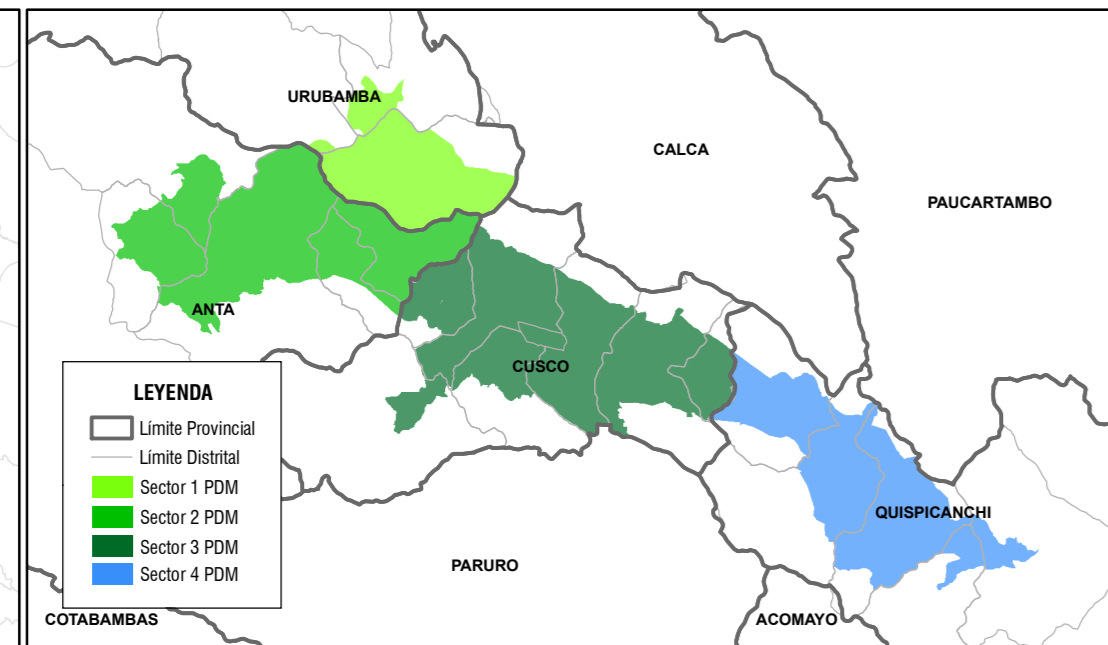 URUBAMBA
CALCA
PAUCARTAMBO
ANTA
CUSCO
LEYENDA
Límite Provincial
Límite Distrital
Sector 1 PDM
Sector 2 PDM
Sector 3 PDM
Sector 4 PDM
QUISPICANCHI
PARURO
COTABAMBAS
ACOMAYO